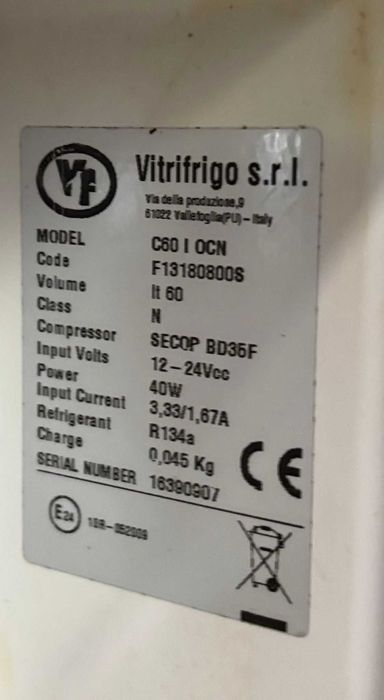 VF
Vitrifrigo s.r.l.
Via della produzione,9
61022 Vallefoglia(PU) – Italy
MODEL C60 I OCN
Code F13180800S
Volume lt 60
Class N
Compressor SECOP BD35F
Input Volts 12–24Vcc
Power 40W
Input Current 3,33/1,67A
Refrigerant R134a
Charge 0,045 Kg
SERIAL NUMBER 16390907
CE
E24 10R–052009